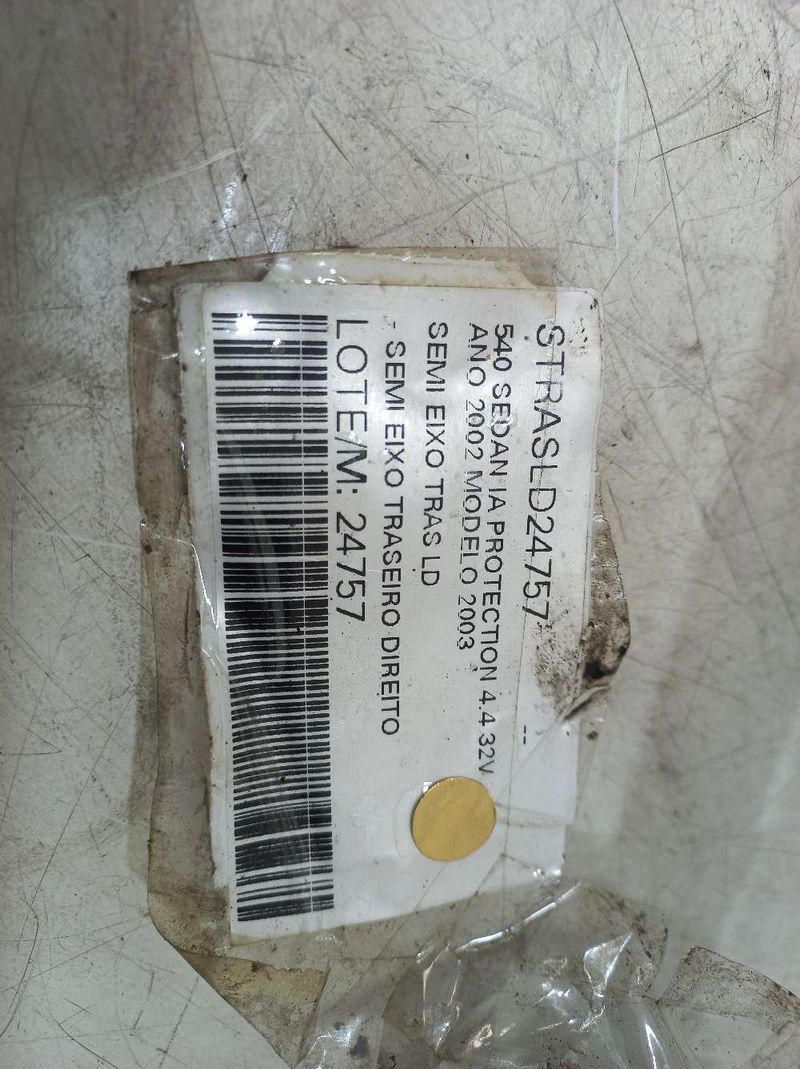 STRASLD24757 --
540 SEDAN IA PROTECTION 4.4 32V
ANO 2002 MODELO 2003
SEMI EIXO TRAS LD
- SEMI EIXO TRASEIRO DIREITO
LOTE/M: 24757